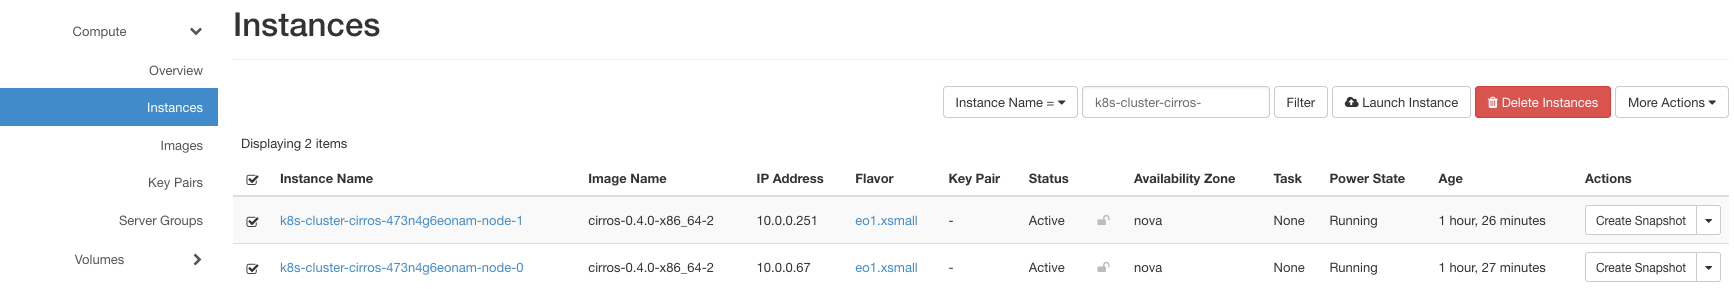 Compute
Overview
Instances
Images
Key Pairs
Server Groups
Volumes
Instances
Instance Name = k8s-cluster-cirros- Filter Launch Instance Delete Instances More Actions
Displaying 2 items
Instance Name Image Name IP Address Flavor Key Pair Status Availability Zone Task Power State Age Actions
k8s-cluster-cirros-473n4g6eonam-node-1 cirros-0.4.0-x86_64-2 10.0.0.251 eo1.xsmall - Active nova None Running 1 hour, 26 minutes Create Snapshot
k8s-cluster-cirros-473n4g6eonam-node-0 cirros-0.4.0-x86_64-2 10.0.0.67 eo1.xsmall - Active nova None Running 1 hour, 27 minutes Create Snapshot